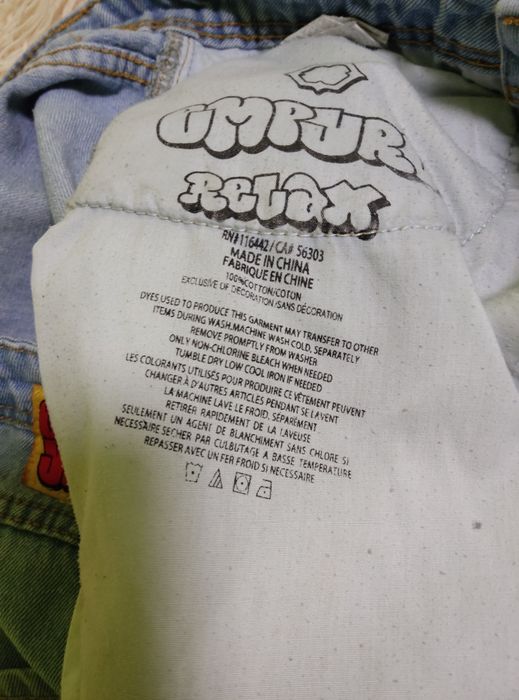 EMPYR
RELAX
RN#116442/CA# 56303
MADE IN CHINA
FABRIQUE EN CHINE
100%COTTON/COTON
EXCLUSIVE OF DECORATION/SANS DÉCORATION
DYES USED TO PRODUCE THIS GARMENT MAY TRANSFER TO OTHER
ITEMS DURING WASH.MACHINE WASH COLD, SEPARATELY
REMOVE PROMPTLY FROM WASHER
ONLY NON-CHLORINE BLEACH WHEN NEEDED
TUMBLE DRY LOW COOL IRON IF NEEDED
LES COLORANTS UTILISÉS POUR PRODUIRE CE VÊTEMENT PEUVENT
CHANGER À D'AUTRES ARTICLES PENDANT SE LAVENT
LA MACHINE LAVE LE FROID, SEPARÉMENT
RETIRER RAPIDEMENT DE LA LAVEUSE
SEULEMENT UN AGENT DE BLANCHIMENT SANS CHLORE SI
NECESSAIRE SECHER PAR CULBUTAGE A BASSE TEMPERATURE
REPASSER AVEC UN FER FROID SI NECESSAIRE